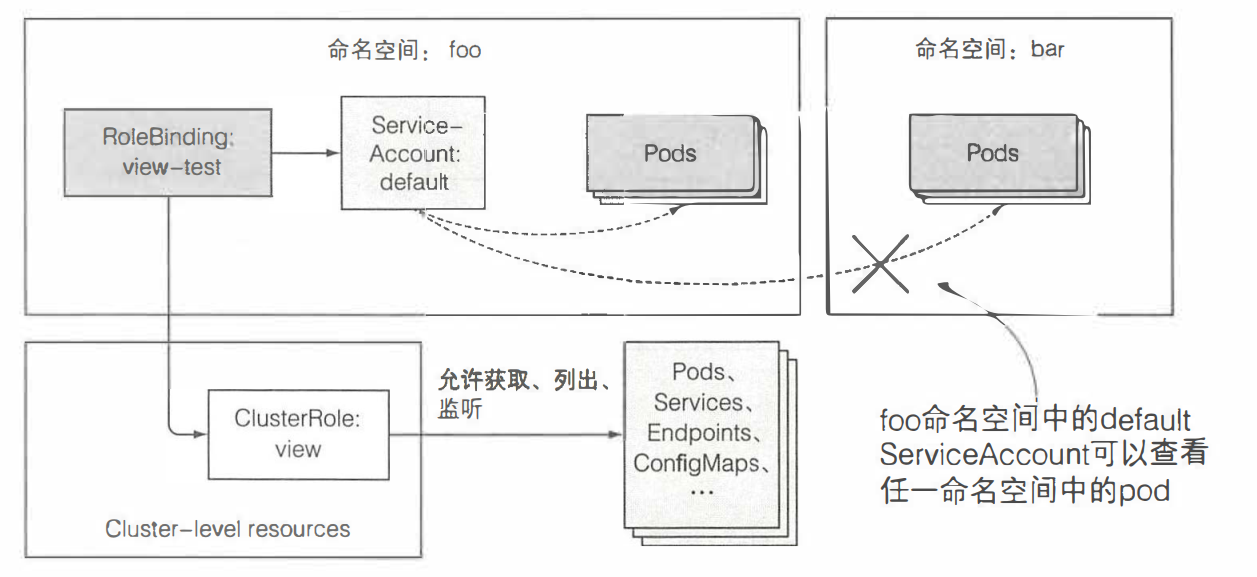 命名空间： foo
命名空间：bar
RoleBinding:
view-test
Service-
Account:
default
Pods
Pods
允许获取、列出、
监听
ClusterRole:
view
Pods、
Services、
Endpoints、
ConfigMaps、
…
Cluster-level resources
foo命名空间中的default
ServiceAccount可以查看
任一命名空间中的pod